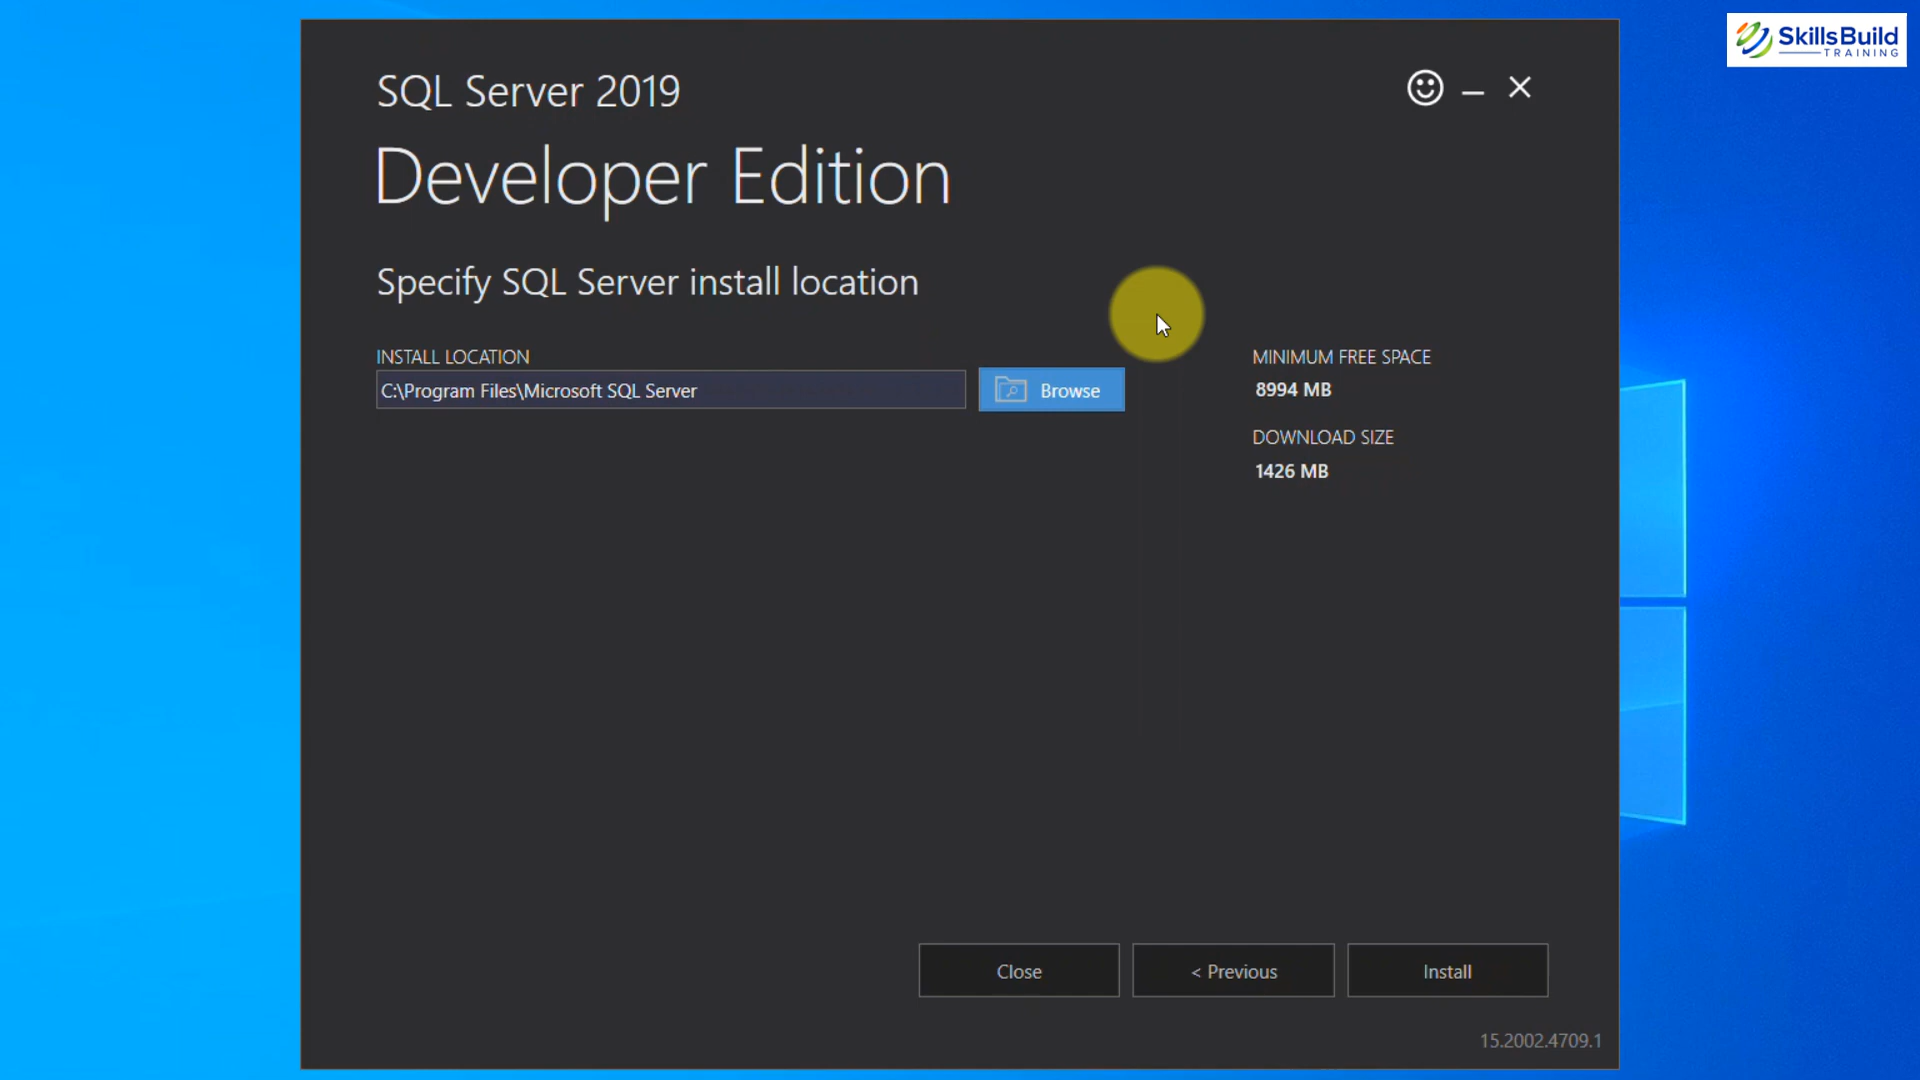 SkillsBuild
TRAINING
SQL Server 2019
Developer Edition
Specify SQL Server install location
INSTALL LOCATION
C:\Program Files\Microsoft SQL Server
Browse
MINIMUM FREE SPACE
8994 MB
DOWNLOAD SIZE
1426 MB
Close
< Previous
Install
15.2002.4709.1